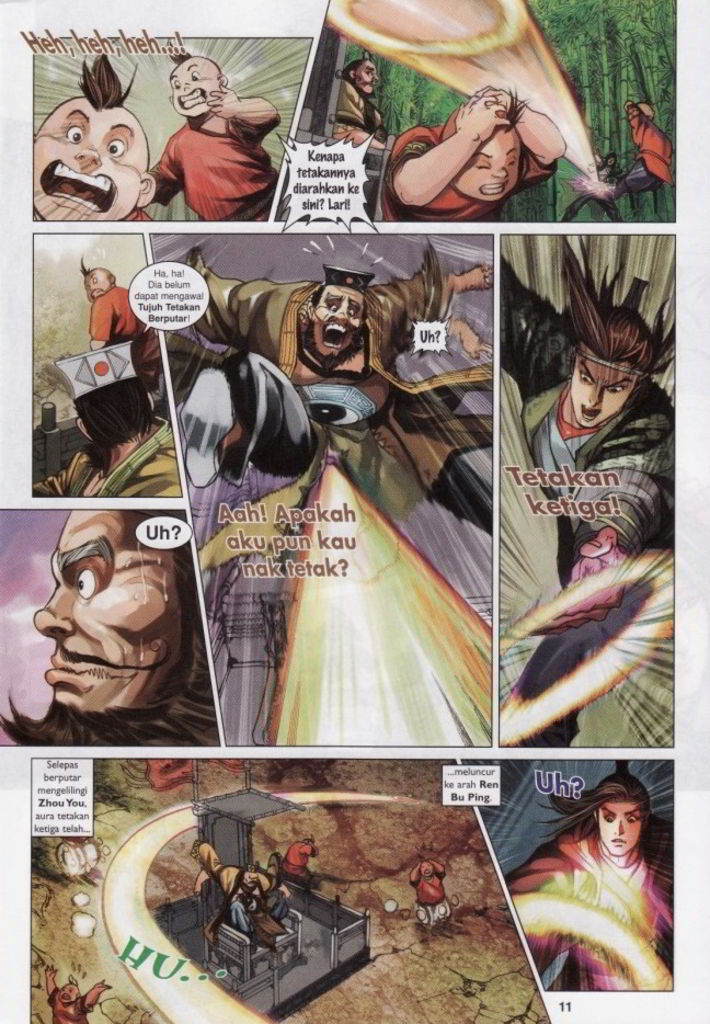 Heh, heh, heh...!
Kenapa
tetakannya
diarahkan ke
sini? Lari!
Ha, ha!
Dia belum
dapat mengawal
Tujuh Tetakan
Berputar!
Uh?
Aah! Apakah
aku pun kau
nak tetak?
Tetakan
ketiga!
Uh?
Selepas
berputar
mengelilingi
Zhou You,
aura tetakan
ketiga telah...
HU...
...meluncur
ke arah Ren
Bu Ping.
Uh?
11